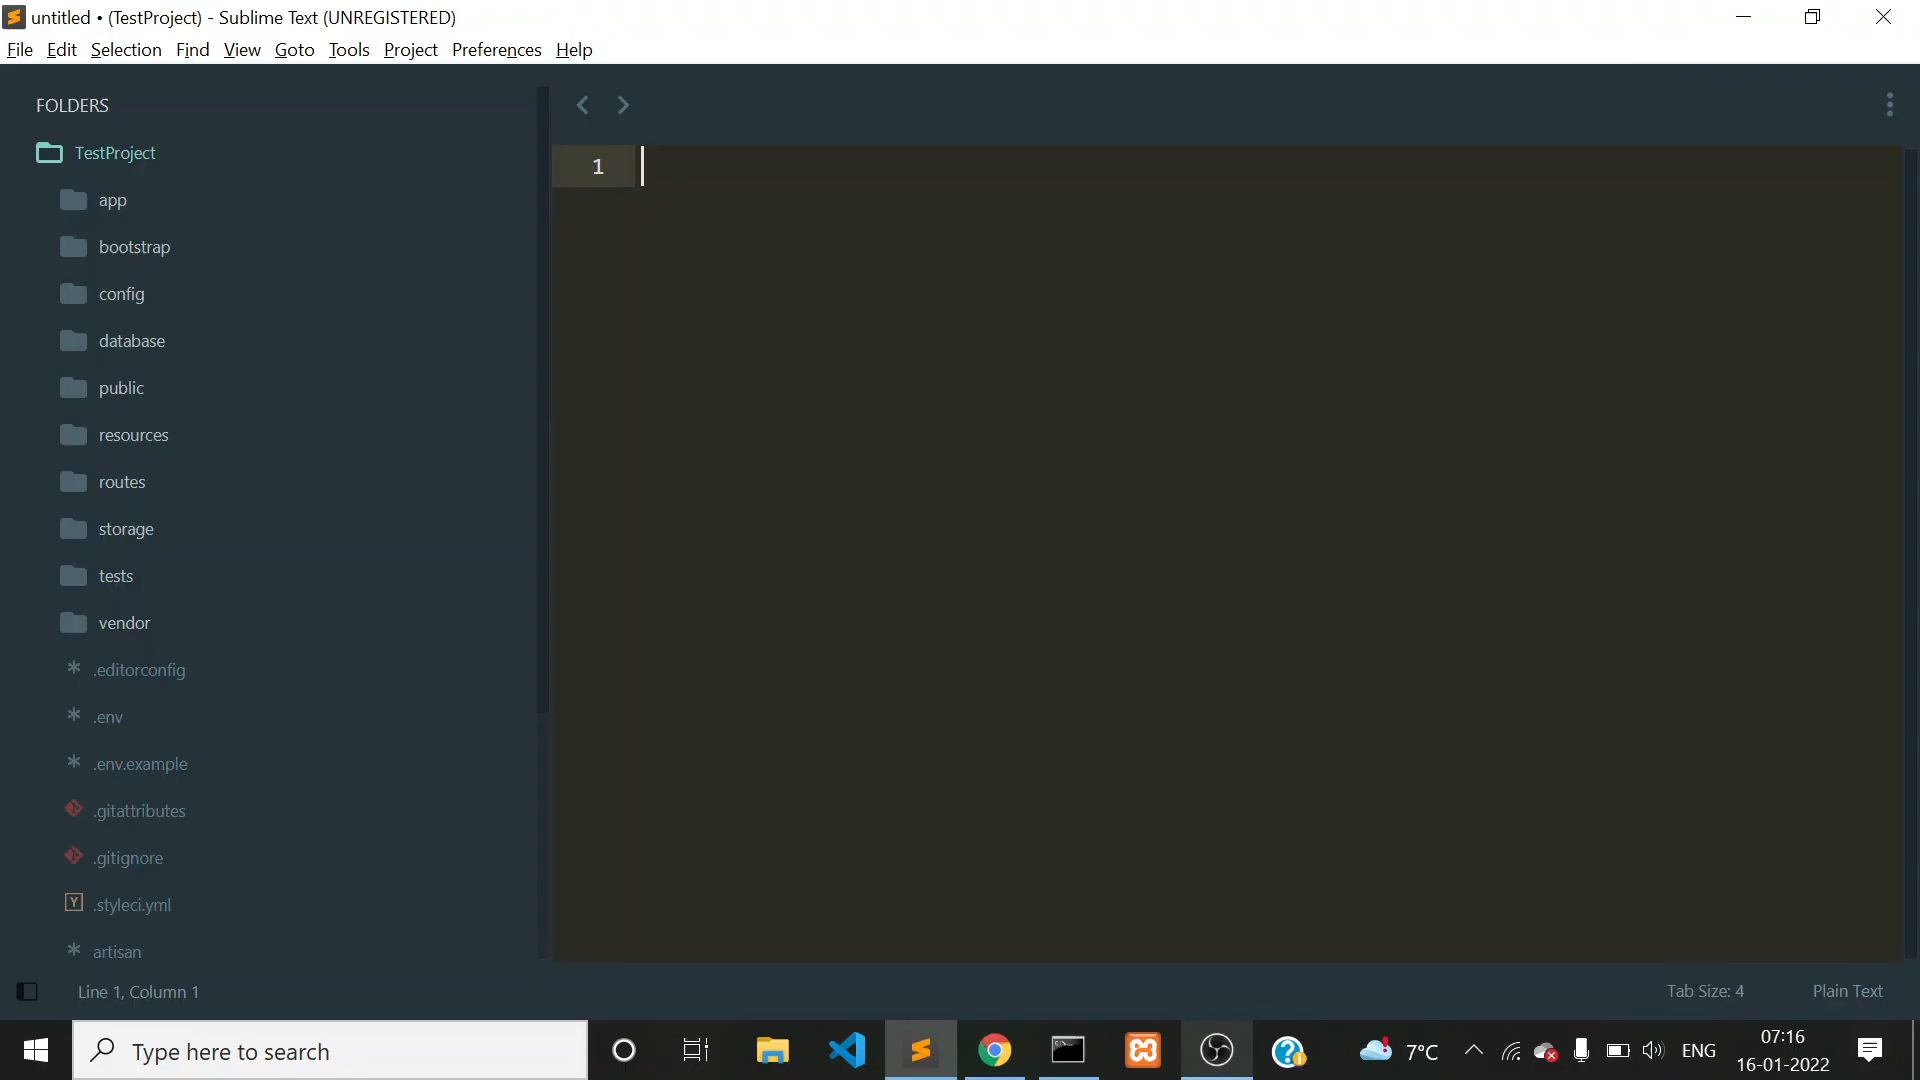 untitled • (TestProject) - Sublime Text (UNREGISTERED)
File Edit Selection Find View Goto Tools Project Preferences Help
FOLDERS
TestProject
app
bootstrap
config
database
public
resources
routes
storage
tests
vendor
.editorconfig
.env
.env.example
.gitattributes
.gitignore
.styleci.yml
artisan
1
Line 1, Column 1
Tab Size: 4
Plain Text
Type here to search
7°C
ENG
07:16
16-01-2022